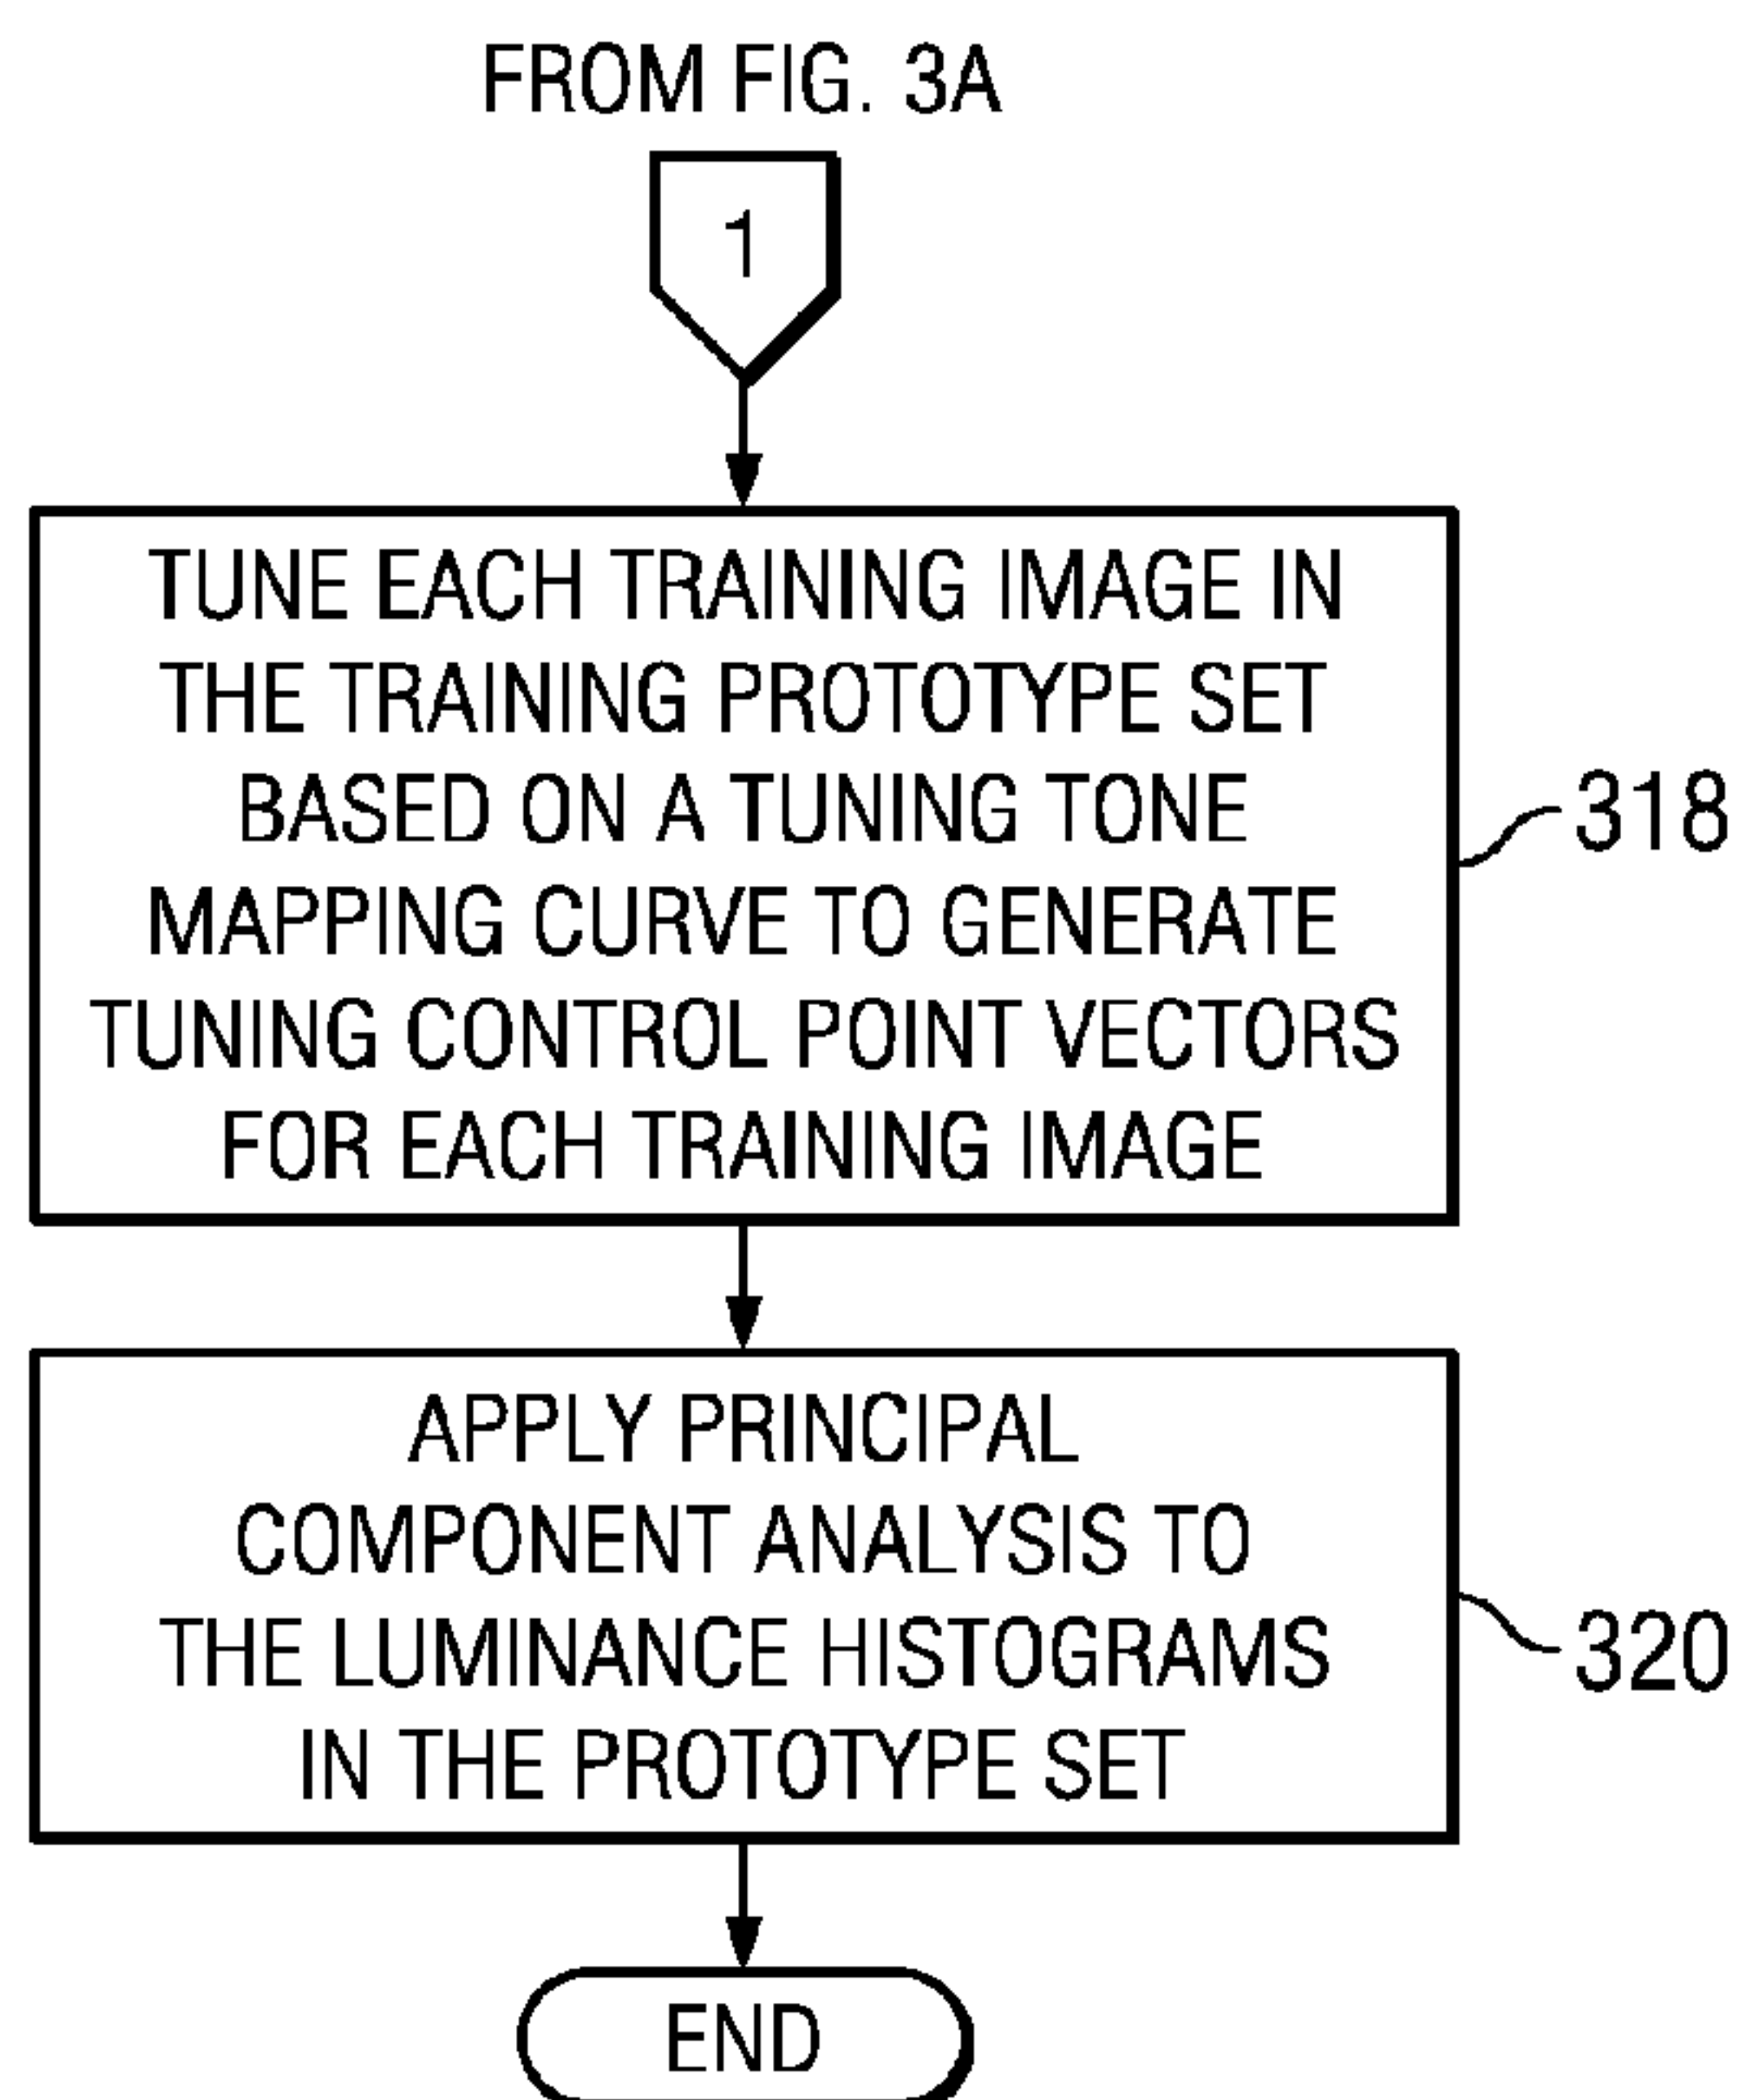 FROM FIG. 3A
1
TUNE EACH TRAINING IMAGE IN
THE TRAINING PROTOTYPE SET
BASED ON A TUNING TONE
MAPPING CURVE TO GENERATE
TUNING CONTROL POINT VECTORS
FOR EACH TRAINING IMAGE
318
APPLY PRINCIPAL
COMPONENT ANALYSIS TO
THE LUMINANCE HISTOGRAMS
IN THE PROTOTYPE SET
320
END